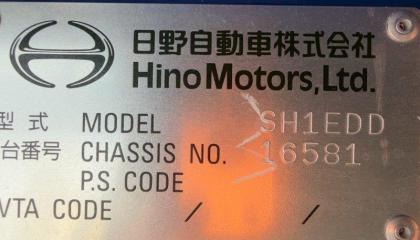 日野自動車株式会社
Hino Motors, Ltd.
型式 MODEL SH1EDD
台番号 CHASSIS NO. 16581
P.S. CODE
VTA CODE / /